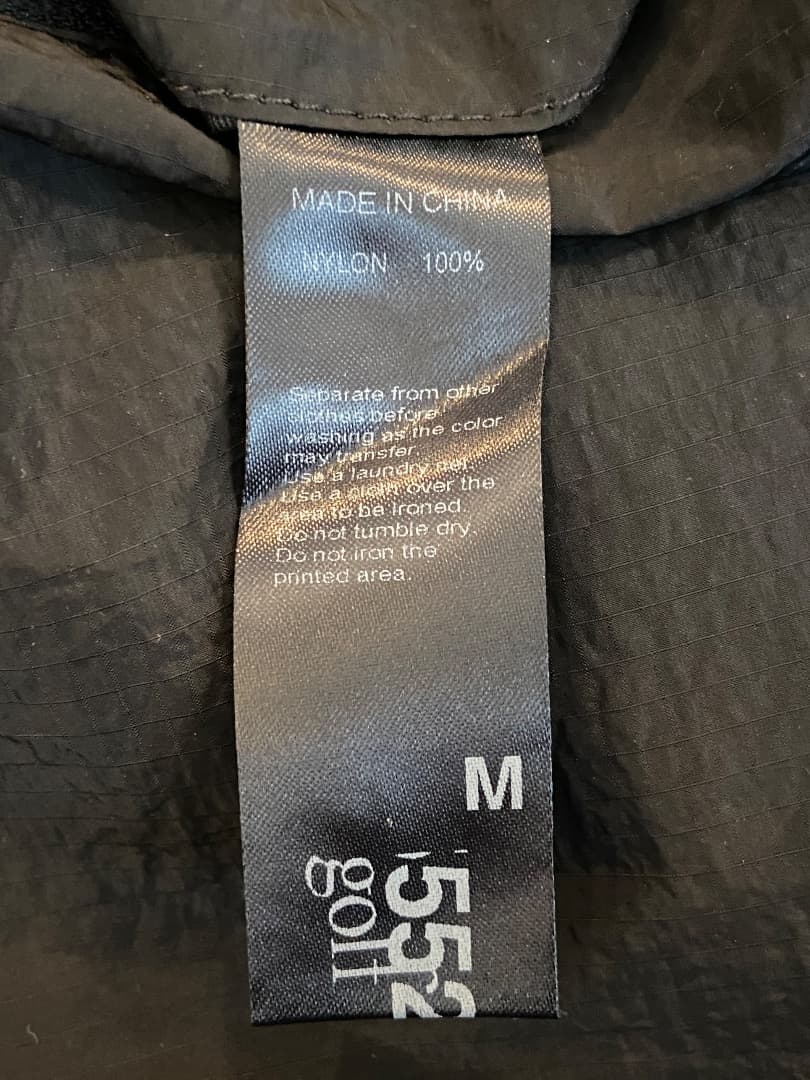 MADE IN CHINA
NYLON 100%
Separate from other
clothes before
washing as the color
may transfer.
Use a laundry net.
Use a cloth over the
area to be ironed.
Do not tumble dry.
Do not iron the
printed area.
M
552
golf